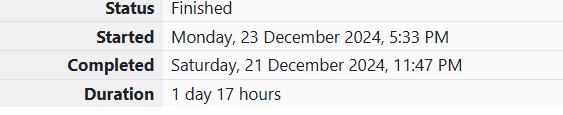 Status Finished
Started Monday, 23 December 2024, 5:33 PM
Completed Saturday, 21 December 2024, 11:47 PM
Duration 1 day 17 hours